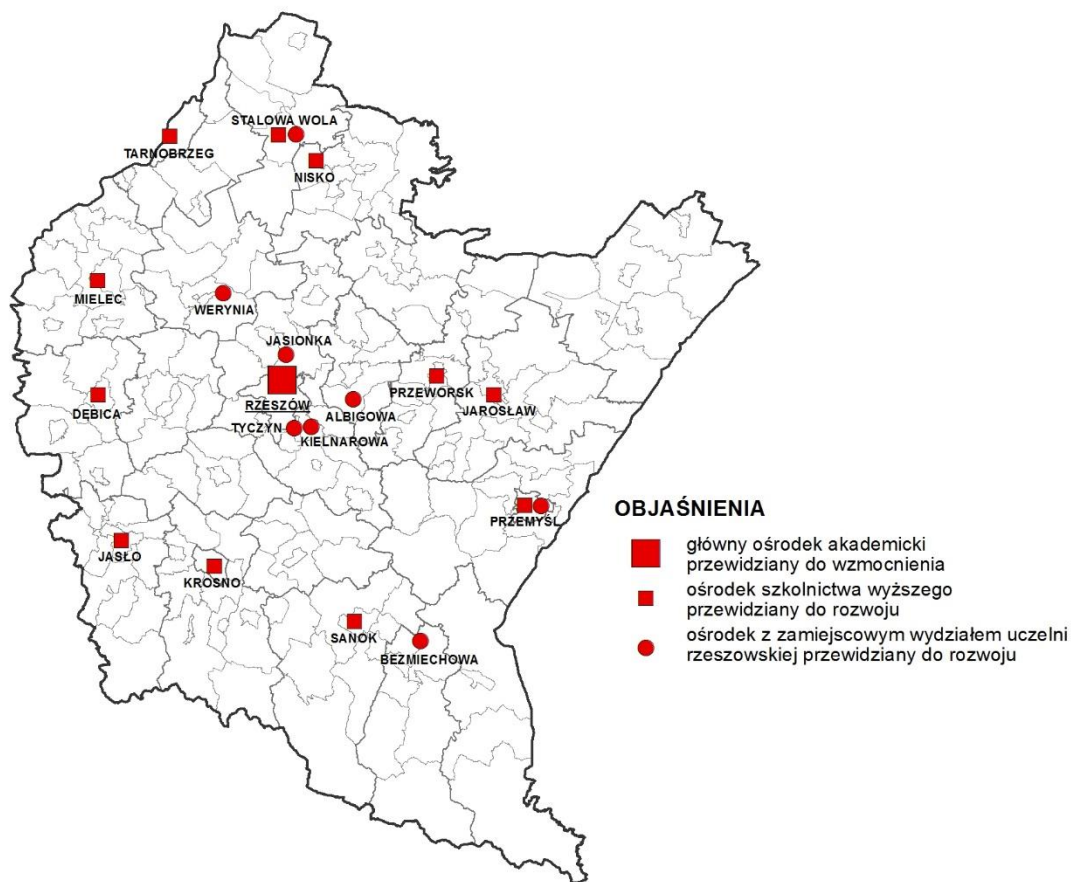 STALOWA WOLA
TARNOBRZEG
NISKO
MIELEC
WERYNIA
JASIONKA
PRZEWORSK
DĘBICA
RZESZÓW
ALBIGOWA
JAROSŁAW
TYCZYN
KIELNAROWA
OBJAŚNIENIA
PRZEMYŚL
główny ośrodek akademicki
przewidziany do wzmocnienia
JASŁO
KROSNO
ośrodek szkolnictwa wyższego
przewidziany do rozwoju
SANOK
BEZMIECHOWA
ośrodek z zamiejscowym wydziałem uczelni
rzeszowskiej przewidziany do rozwoju